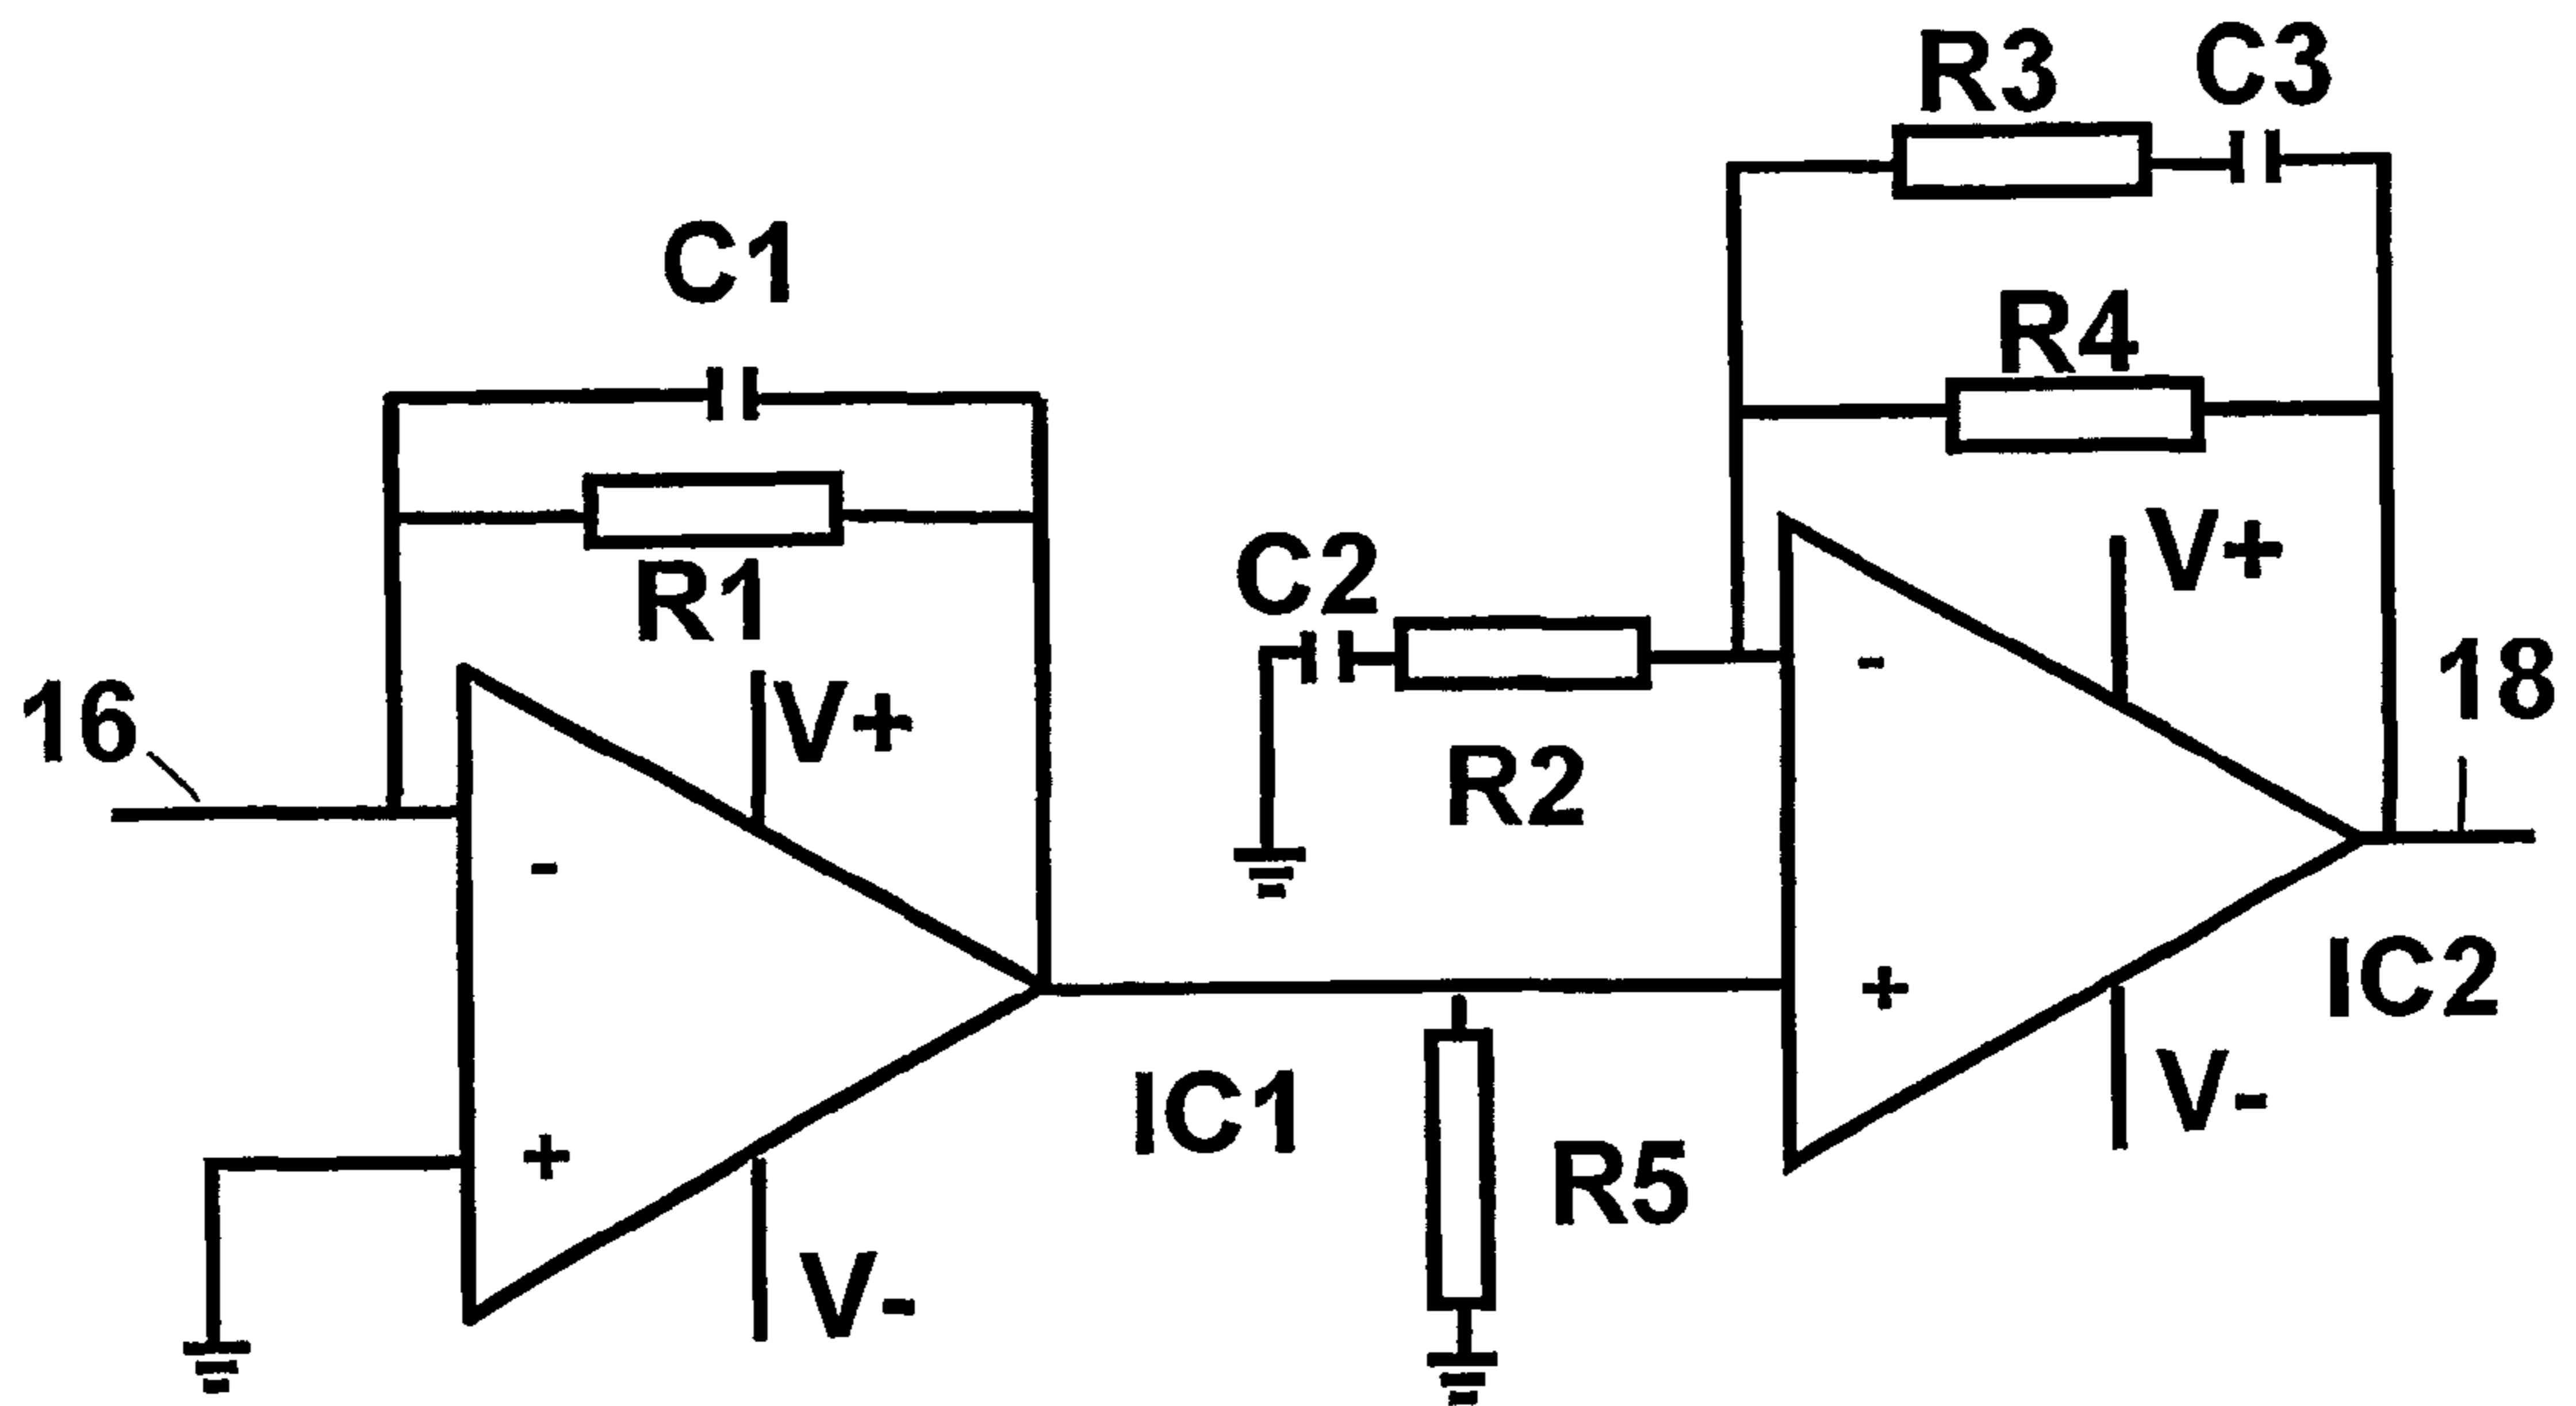 R3 C3
C1
R4
V+
C2
R1
-
18
16
V+
R2
-
IC2
+
IC1
V-
+
R5
V-